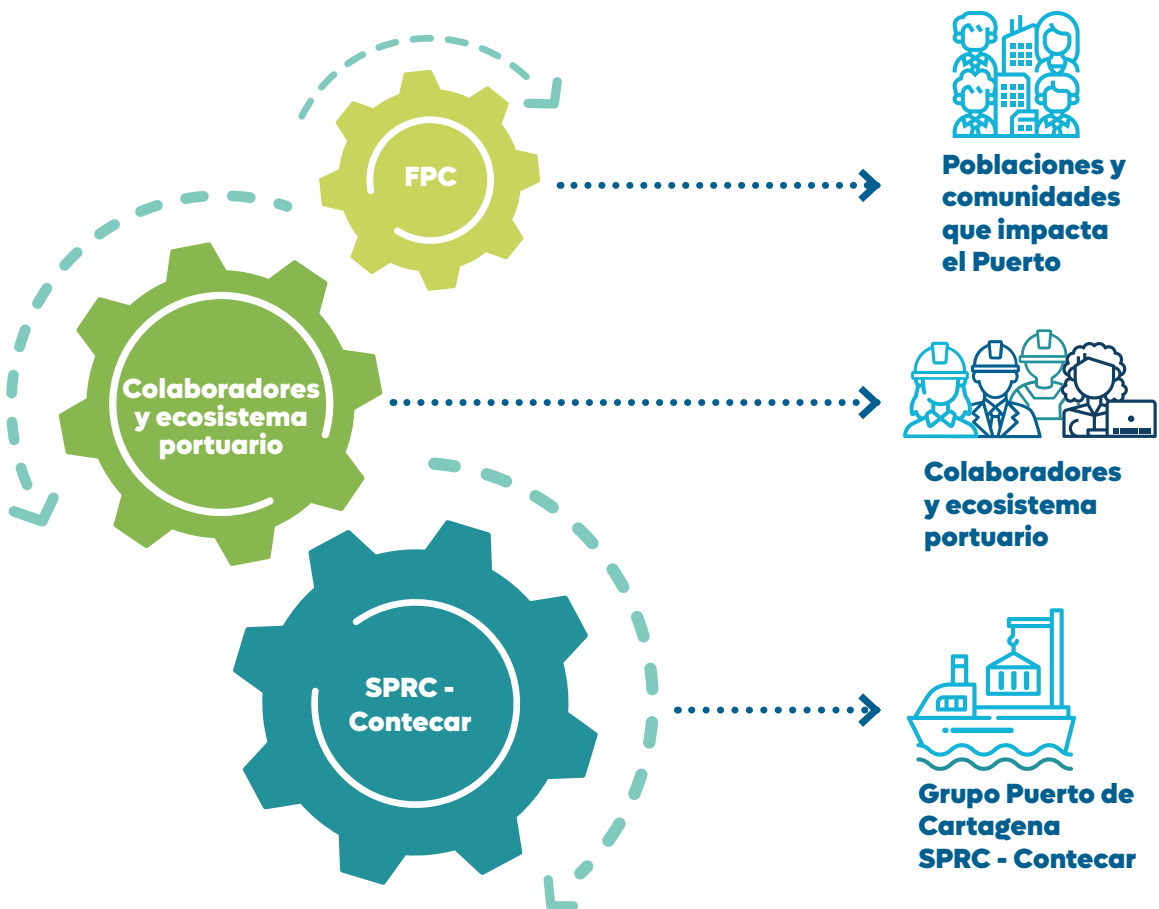 FPC
Poblaciones y
comunidades
que impacta
el Puerto
Colaboradores
y ecosistema
portuario
Colaboradores
y ecosistema
portuario
SPRC -
Contecar
Grupo Puerto de
Cartagena
SPRC - Contecar